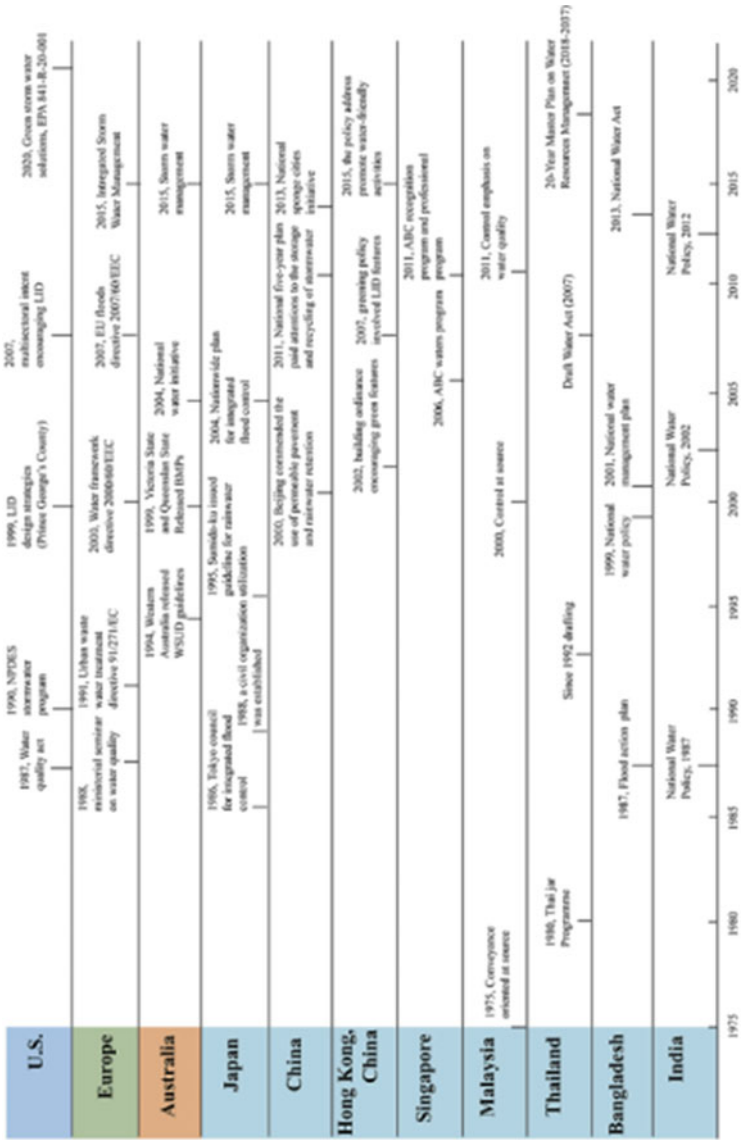 U.S.
1987, Water
quality act
1990, NPDES
stormwater
program
1999, LID
design strategies
(Prince George's County)
2007,
multisectoral intent
encouraging LID
2020, Green storm water
solutions, EPA 841-R-20-001
Europe
1988,
ministerial seminar
on water quality
1991, Urban waste
water treatment
directive 91/271/EC
2000, Water framework
directive 2000/60/EEC
2007, EU floods
directive 2007/60/EEC
2015, Intergated Storm
Water Management
Australia
1994, Western
Australia released
WSUD guidelines
1999, Victoria State
and Queenslan State
Released BMPs
2004, National
water initiative
2015, Storm water
management
Japan
1986, Tokyo council
for integrated flood
control
1988, a civil organization
was established
1995, Sumida-ku issued
guideline for rainwater
utilization
2004, Nationwide plan
for integrated
flood control
2015, Storm water
management
China
2000, Beijing commended the
use of permeable pavement
and rainwater retention
2011, National five-year plan
paid attentions to the storage
and recycling of stormwater
2013, National
sponge cities
initiative
Hong Kong,
China
2002, building ordinance
encouraging green features
2007, greening policy
involved LID features
2015, the policy address
promote water-friendly
activities
Singapore
2006, ABC waters program
2011, ABC recognition
program and professional
program
Malaysia
1975, Conveyance
oriented at source
2000, Control at source
2011, Control emphasis on
water quality
Thailand
1980, Thai jar
Programme
Since 1992 drafting
Draft Water Act (2007)
20-Year Master Plan on Water
Resources Managemnet (2018-2037)
Bangladesh
1987, Flood action plan
1999, National
water policy
2001, National water
management plan
2013, National Water Act
India
National Water
Policy, 1987
National Water
Policy, 2002
National Water
Policy, 2012
1975
1980
1985
1990
1995
2000
2005
2010
2015
2020